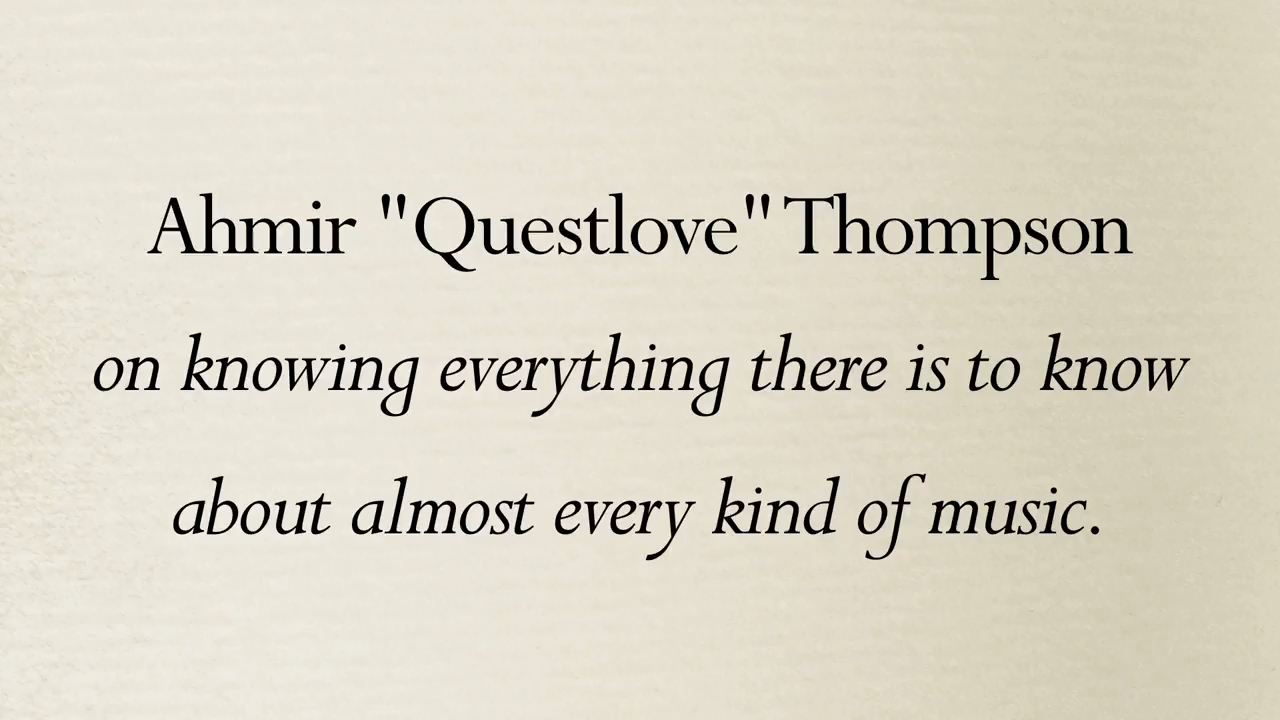 Ahmir "Questlove" Thompson
on knowing everything there is to know
about almost every kind of music.